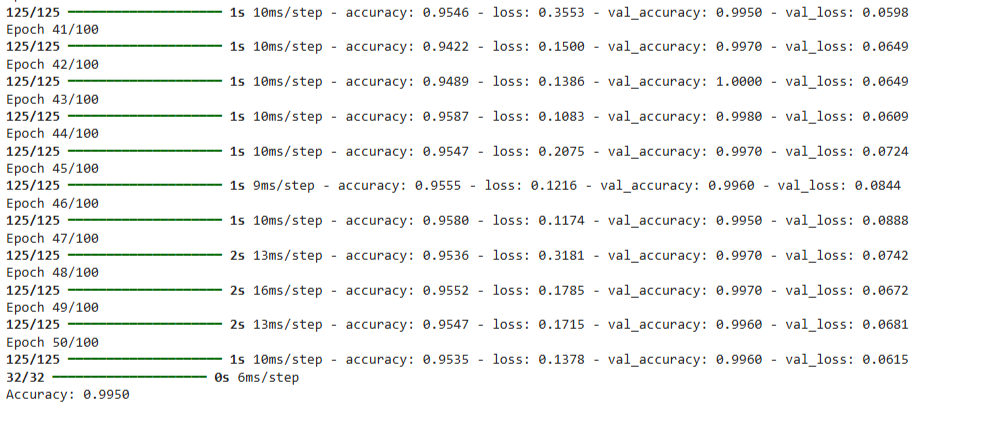 125/125 ━━━━━━━━━━━━━━━━━━━━ 1s 10ms/step - accuracy: 0.9546 - loss: 0.3553 - val_accuracy: 0.9950 - val_loss: 0.0598
Epoch 41/100
125/125 ━━━━━━━━━━━━━━━━━━━━ 1s 10ms/step - accuracy: 0.9422 - loss: 0.1500 - val_accuracy: 0.9970 - val_loss: 0.0649
Epoch 42/100
125/125 ━━━━━━━━━━━━━━━━━━━━ 1s 10ms/step - accuracy: 0.9489 - loss: 0.1386 - val_accuracy: 1.0000 - val_loss: 0.0649
Epoch 43/100
125/125 ━━━━━━━━━━━━━━━━━━━━ 1s 10ms/step - accuracy: 0.9587 - loss: 0.1083 - val_accuracy: 0.9980 - val_loss: 0.0609
Epoch 44/100
125/125 ━━━━━━━━━━━━━━━━━━━━ 1s 10ms/step - accuracy: 0.9547 - loss: 0.2075 - val_accuracy: 0.9970 - val_loss: 0.0724
Epoch 45/100
125/125 ━━━━━━━━━━━━━━━━━━━━ 1s 9ms/step - accuracy: 0.9555 - loss: 0.1216 - val_accuracy: 0.9960 - val_loss: 0.0844
Epoch 46/100
125/125 ━━━━━━━━━━━━━━━━━━━━ 1s 10ms/step - accuracy: 0.9580 - loss: 0.1174 - val_accuracy: 0.9950 - val_loss: 0.0888
Epoch 47/100
125/125 ━━━━━━━━━━━━━━━━━━━━ 2s 13ms/step - accuracy: 0.9536 - loss: 0.3181 - val_accuracy: 0.9970 - val_loss: 0.0742
Epoch 48/100
125/125 ━━━━━━━━━━━━━━━━━━━━ 2s 16ms/step - accuracy: 0.9552 - loss: 0.1785 - val_accuracy: 0.9970 - val_loss: 0.0672
Epoch 49/100
125/125 ━━━━━━━━━━━━━━━━━━━━ 2s 13ms/step - accuracy: 0.9547 - loss: 0.1715 - val_accuracy: 0.9960 - val_loss: 0.0681
Epoch 50/100
125/125 ━━━━━━━━━━━━━━━━━━━━ 1s 10ms/step - accuracy: 0.9535 - loss: 0.1378 - val_accuracy: 0.9960 - val_loss: 0.0615
32/32 ━━━━━━━━━━━━━━━━━━━━ 0s 6ms/step
Accuracy: 0.9950